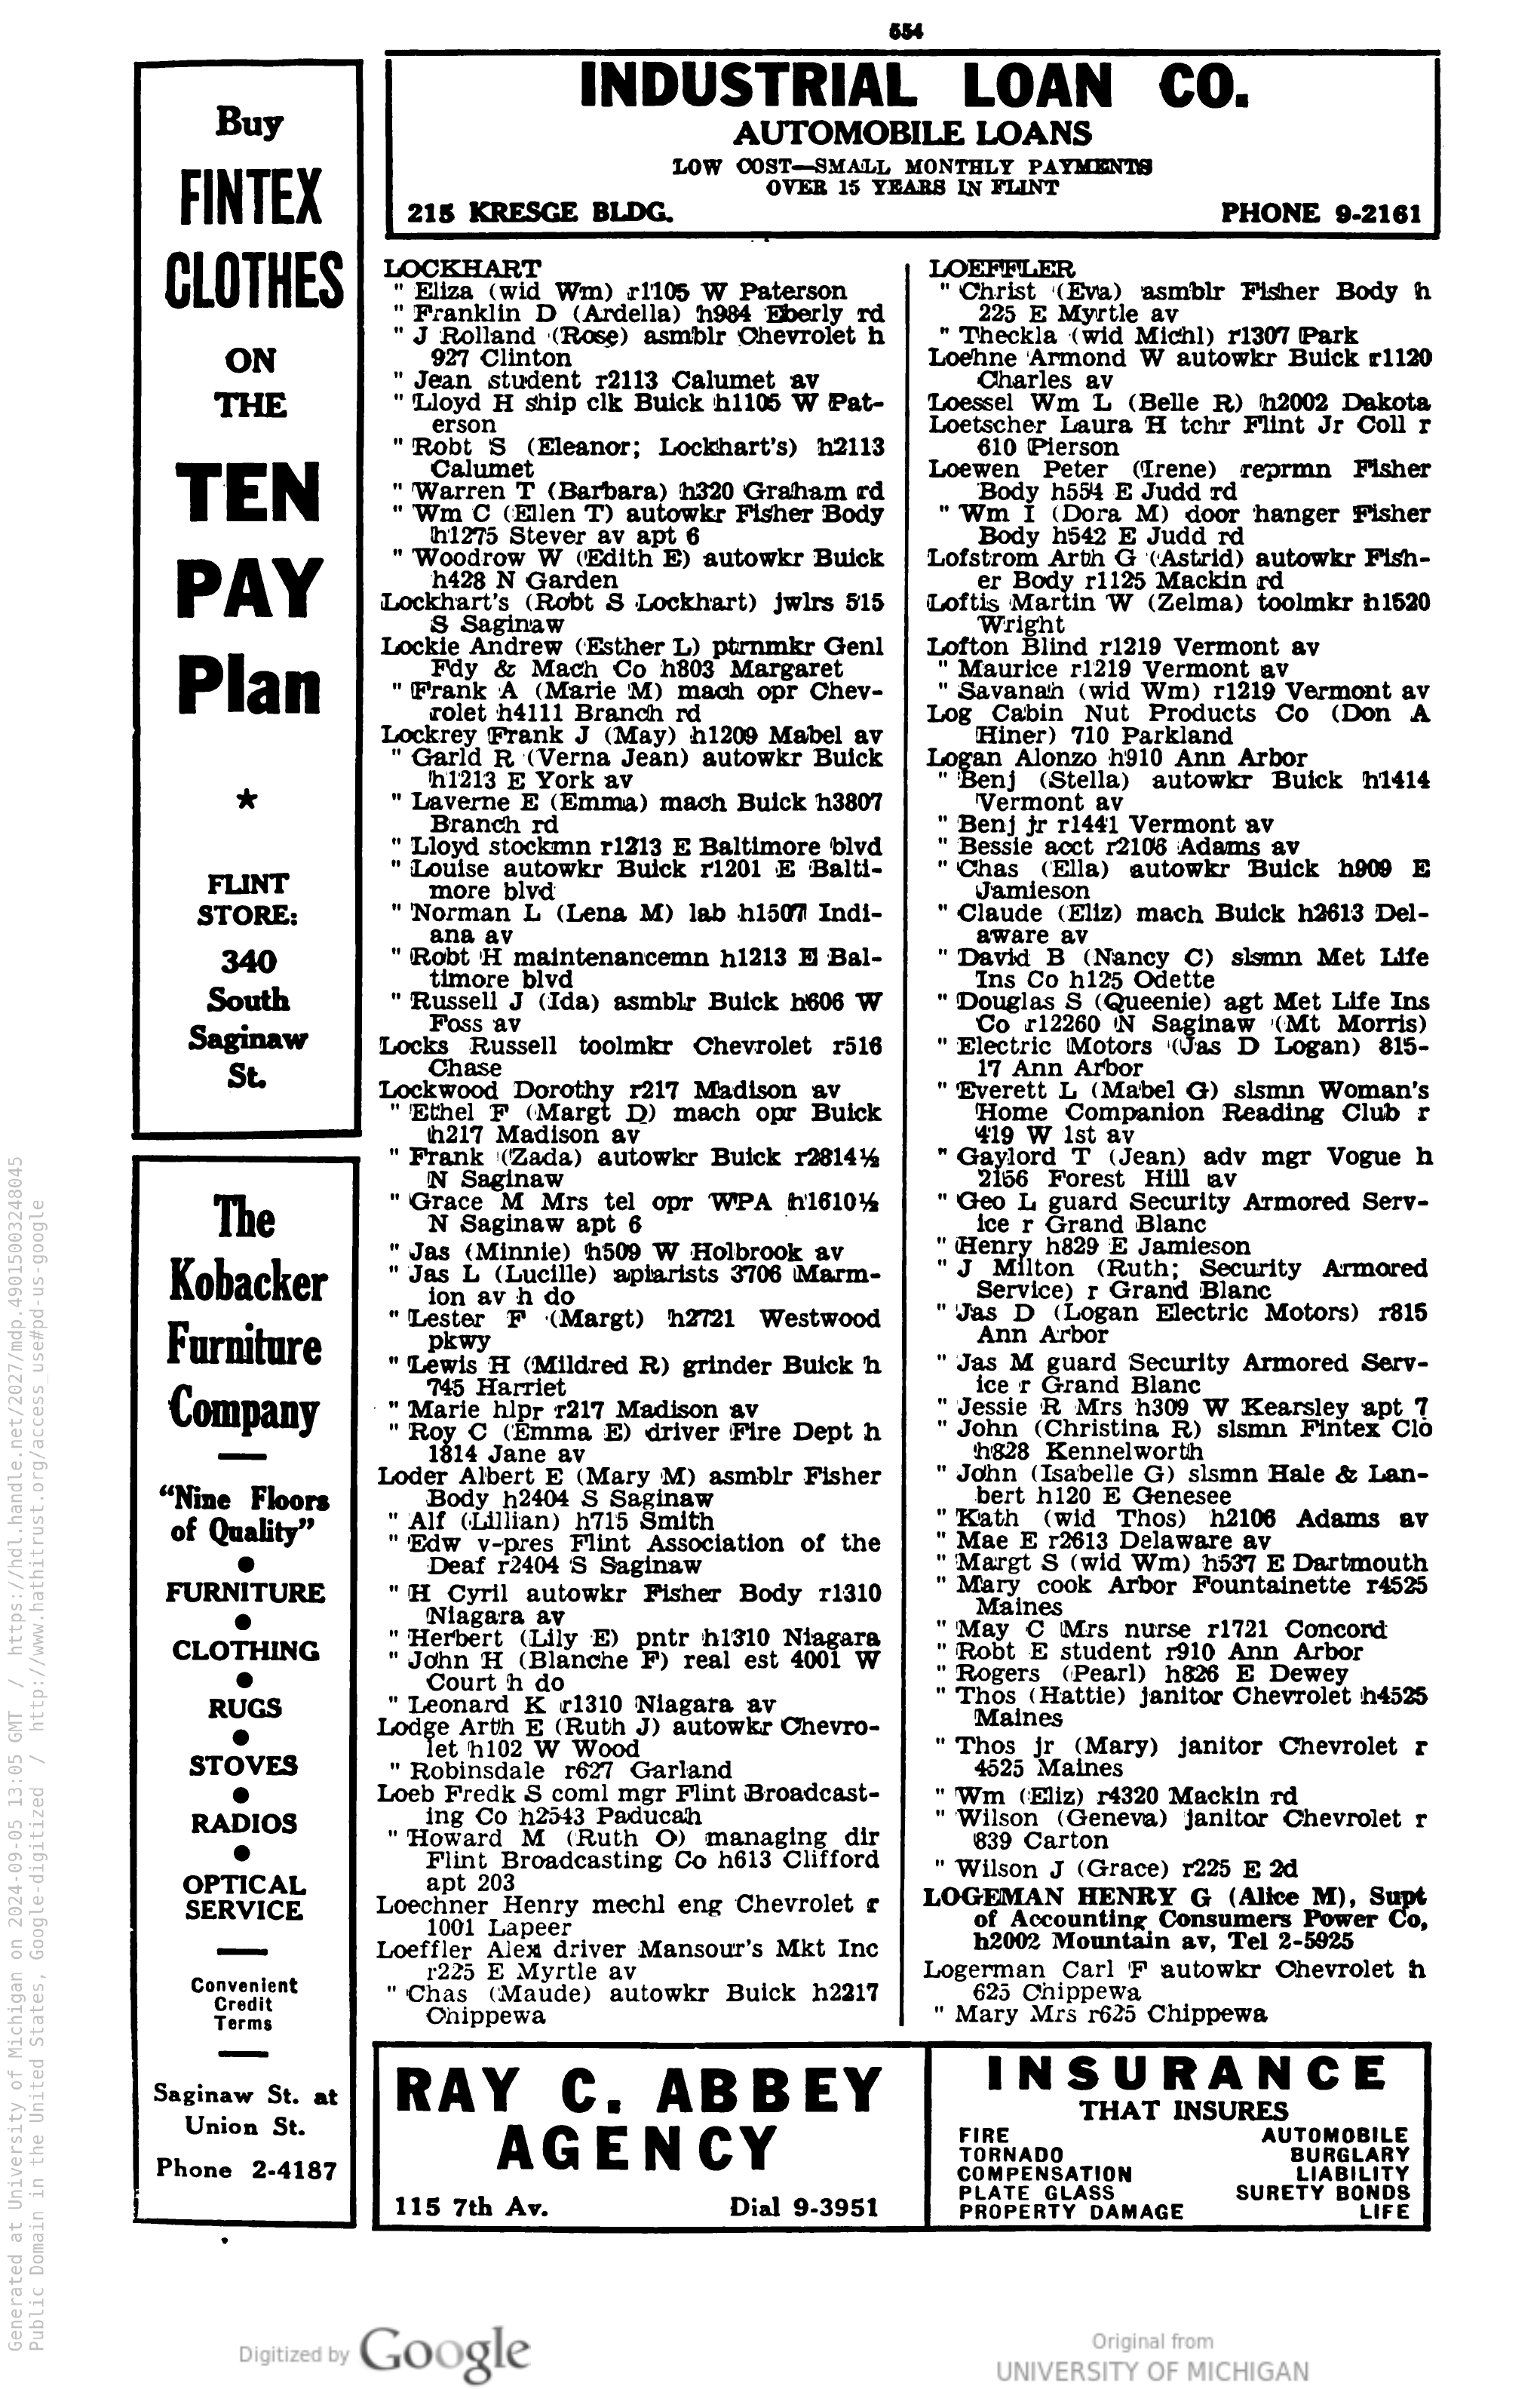 554
Buy
FINTEX
CLOTHES
ON
THE
TEN
PAY
Plan
★
FLINT
STORE:
340
South
Saginaw
St.
The
Kobacker
Furniture
Company
"Nine Floors
of Quality"
●
FURNITURE
●
CLOTHING
●
RUGS
●
STOVES
●
RADIOS
●
OPTICAL
SERVICE
Convenient
Credit
Terms
Saginaw St. at
Union St.
Phone 2-4187
INDUSTRIAL LOAN CO.
AUTOMOBILE LOANS
LOW COST—SMALL MONTHLY PAYMENTS
OVER 15 YEARS IN FLINT
215 KRESGE BLDG. PHONE 9-2161
LOCKHART
" Eliza (wid Wm) r1105 W Paterson
" Franklin D (Ardella) h984 Eberly rd
" J Rolland (Rose) asmblr Chevrolet h
927 Clinton
" Jean student r2113 Calumet av
" Lloyd H ship clk Buick h1105 W Pat-
erson
" Robt S (Eleanor; Lockhart's) h2113
Calumet
" Warren T (Barbara) h320 Graham rd
" Wm C (Ellen T) autowkr Fisher Body
h1275 Stever av apt 6
" Woodrow W (Edith E) autowkr Buick
h428 N Garden
Lockhart's (Robt S Lockhart) jwlrs 515
S Saginaw
Lockie Andrew (Esther L) ptrnmkr Genl
Fdy & Mach Co h803 Margaret
" Frank A (Marie M) mach opr Chev-
rolet h4111 Branch rd
Lockrey Frank J (May) h1209 Mabel av
" Garld R (Verna Jean) autowkr Buick
h1213 E York av
" Laverne E (Emma) mach Buick h3807
Branch rd
" Lloyd stockmn r1213 E Baltimore blvd
" Louise autowkr Buick r1201 E Balti-
more blvd
" Norman L (Lena M) lab h1507 Indi-
ana av
" Robt H maintenancemn h1213 E Bal-
timore blvd
" Russell J (Ida) asmblr Buick h606 W
Foss av
Locks Russell toolmkr Chevrolet r516
Chase
Lockwood Dorothy r217 Madison av
" Ethel F (Margt D) mach opr Buick
h217 Madison av
" Frank (Zada) autowkr Buick r2814½
N Saginaw
" Grace M Mrs tel opr WPA h1610½
N Saginaw apt 6
" Jas (Minnie) h509 W Holbrook av
" Jas L (Lucille) apiarists 3706 Marm-
ion av h do
" Lester F (Margt) h2721 Westwood
pkwy
" Lewis H (Mildred R) grinder Buick h
745 Harriet
" Marie hlpr r217 Madison av
" Roy C (Emma E) driver Fire Dept h
1814 Jane av
Loder Albert E (Mary M) asmblr Fisher
Body h2404 S Saginaw
" Alf (Lillian) h715 Smith
" Edw v-pres Flint Association of the
Deaf r2404 S Saginaw
" H Cyril autowkr Fisher Body r1310
Niagara av
" Herbert (Lily E) pntr h1310 Niagara
" John H (Blanche F) real est 4001 W
Court h do
" Leonard K r1310 Niagara av
Lodge Arth E (Ruth J) autowkr Chevro-
let h102 W Wood
" Robinsdale r627 Garland
Loeb Fredk S coml mgr Flint Broadcast-
ing Co h2543 Paducah
" Howard M (Ruth O) managing dir
Flint Broadcasting Co h613 Clifford
apt 203
Loechner Henry mechl eng Chevrolet r
1001 Lapeer
Loeffler Alex driver Mansour's Mkt Inc
r225 E Myrtle av
" Chas (Maude) autowkr Buick h2217
Chippewa
LOEFFLER
" Christ (Eva) asmblr Fisher Body h
225 E Myrtle av
" Theckla (wid Michl) r1307 Park
Loehne Armond W autowkr Buick r1120
Charles av
Loessel Wm L (Belle R) h2002 Dakota
Loetscher Laura H tchr Flint Jr Coll r
610 Pierson
Loewen Peter (Irene) reprmn Fisher
Body h554 E Judd rd
" Wm I (Dora M) door hanger Fisher
Body h542 E Judd rd
Lofstrom Arth G (Astrid) autowkr Fish-
er Body r1125 Mackin rd
Loftis Martin W (Zelma) toolmkr h1520
Wright
Lofton Blind r1219 Vermont av
" Maurice r1219 Vermont av
" Savanah (wid Wm) r1219 Vermont av
Log Cabin Nut Products Co (Don A
Hiner) 710 Parkland
Logan Alonzo h910 Ann Arbor
" Benj (Stella) autowkr Buick h1414
Vermont av
" Benj jr r1441 Vermont av
" Bessie acct r2106 Adams av
" Chas (Ella) autowkr Buick h909 E
Jamieson
" Claude (Eliz) mach Buick h2613 Del-
aware av
" David B (Nancy C) slsmn Met Life
Ins Co h125 Odette
" Douglas S (Queenie) agt Met Life Ins
Co r12260 N Saginaw (Mt Morris)
" Electric Motors (Jas D Logan) 815-
17 Ann Arbor
" Everett L (Mabel G) slsmn Woman's
Home Companion Reading Club r
419 W 1st av
" Gaylord T (Jean) adv mgr Vogue h
2156 Forest Hill av
" Geo L guard Security Armored Serv-
ice r Grand Blanc
" Henry h829 E Jamieson
" J Milton (Ruth; Security Armored
Service) r Grand Blanc
" Jas D (Logan Electric Motors) r815
Ann Arbor
" Jas M guard Security Armored Serv-
ice r Grand Blanc
" Jessie R Mrs h309 W Kearsley apt 7
" John (Christina R) slsmn Fintex Clo
h828 Kennelworth
" John (Isabelle G) slsmn Hale & Lan-
bert h120 E Genesee
" Kath (wid Thos) h2106 Adams av
" Mae E r2613 Delaware av
" Margt S (wid Wm) h537 E Dartmouth
" Mary cook Arbor Fountainette r4525
Maines
" May C Mrs nurse r1721 Concord
" Robt E student r910 Ann Arbor
" Rogers (Pearl) h826 E Dewey
" Thos (Hattie) janitor Chevrolet h4525
Maines
" Thos jr (Mary) janitor Chevrolet r
4525 Maines
" Wm (Eliz) r4320 Mackin rd
" Wilson (Geneva) janitor Chevrolet r
839 Carton
" Wilson J (Grace) r225 E 2d
LOGEMAN HENRY G (Alice M), Supt
of Accounting Consumers Power Co,
h2002 Mountain av, Tel 2-5925
Logerman Carl F autowkr Chevrolet h
625 Chippewa
" Mary Mrs r625 Chippewa
RAY C. ABBEY
AGENCY
115 7th Av. Dial 9-3951
INSURANCE
THAT INSURES
FIRE AUTOMOBILE
TORNADO BURGLARY
COMPENSATION LIABILITY
PLATE GLASS SURETY BONDS
PROPERTY DAMAGE LIFE
Generated at University of Michigan on 2024-09-05 13:05 GMT / https://hdl.handle.net/2027/mdp.49015003248045
Public Domain in the United States, Google-digitized / http://www.hathitrust.org/access_use#pd-us-google
Digitized by Google
Original from
UNIVERSITY OF MICHIGAN